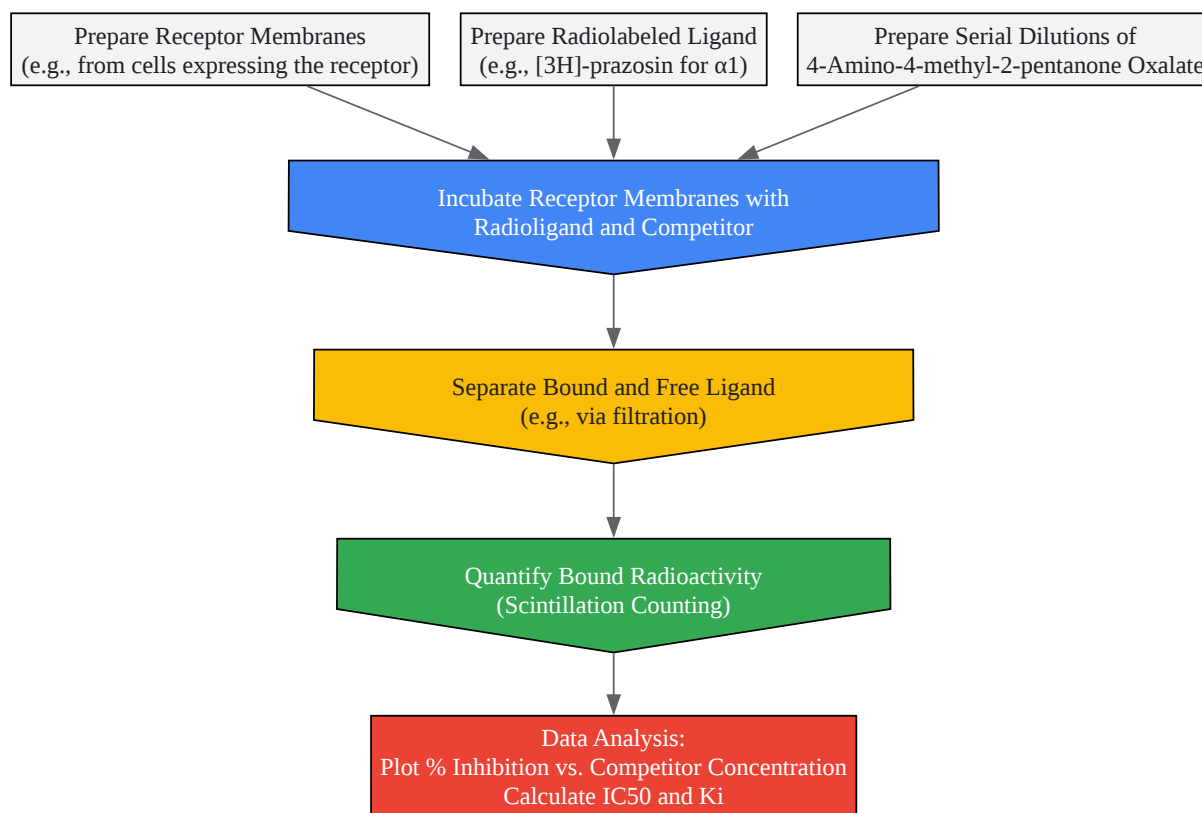 Prepare Receptor Membranes
(e.g., from cells expressing the receptor)
Prepare Radiolabeled Ligand
(e.g., [3H]-prazosin for α1)
Prepare Serial Dilutions of
4-Amino-4-methyl-2-pentanone Oxalate
Incubate Receptor Membranes with
Radioligand and Competitor
Separate Bound and Free Ligand
(e.g., via filtration)
Quantify Bound Radioactivity
(Scintillation Counting)
Data Analysis:
Plot % Inhibition vs. Competitor Concentration
Calculate IC50 and Ki